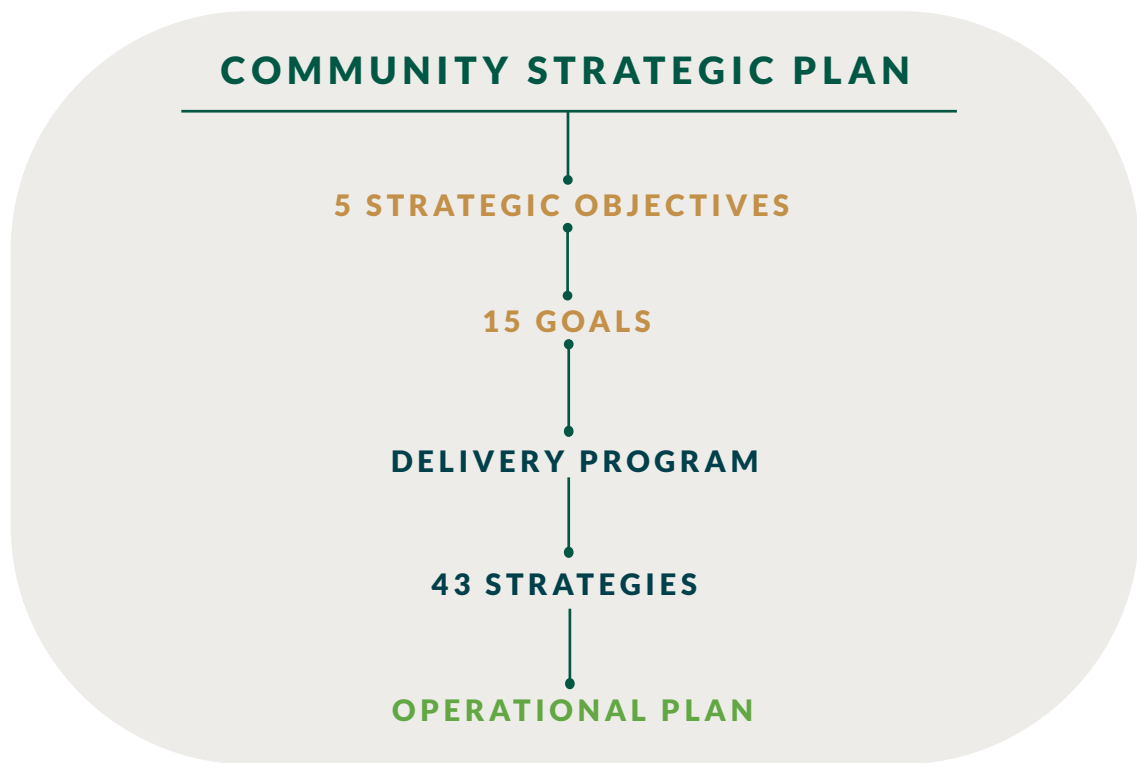 COMMUNITY STRATEGIC PLAN
5 STRATEGIC OBJECTIVES
15 GOALS
DELIVERY PROGRAM
43 STRATEGIES
OPERATIONAL PLAN